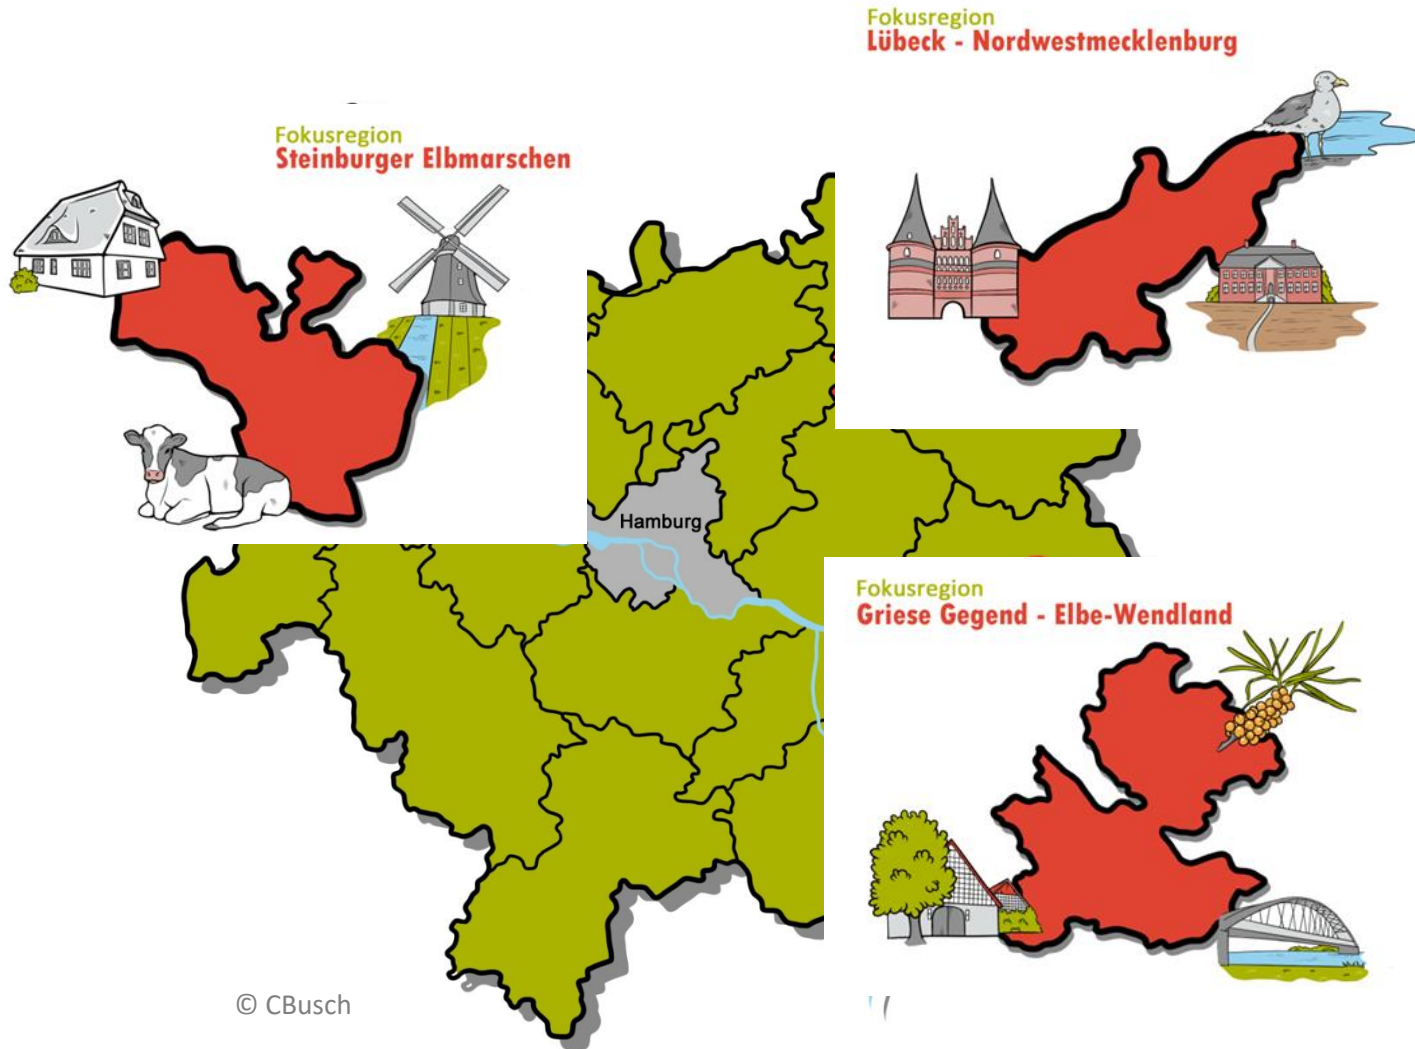 Fokusregion
Lübeck - Nordwestmecklenburg
Fokusregion
Steinburger Elbmarschen
Hamburg
Fokusregion
Griese Gegend - Elbe-Wendland
© CBusch